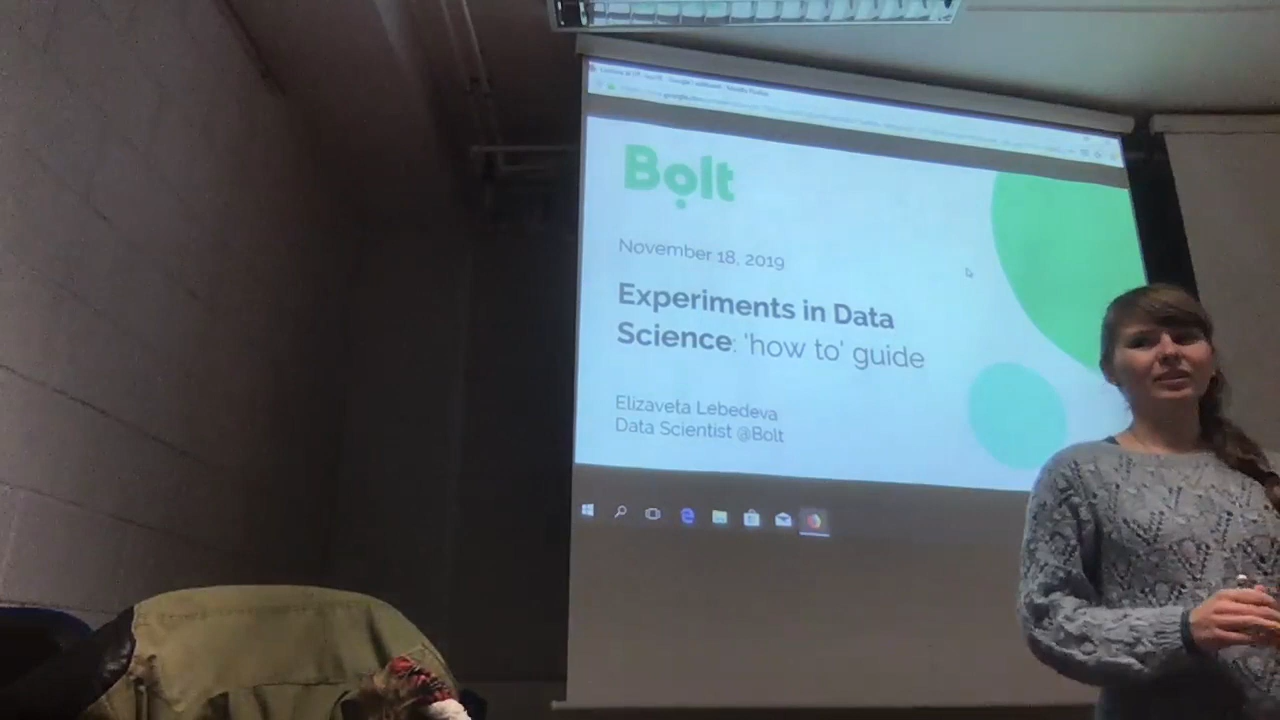 Bolt
November 18, 2019
Experiments in Data
Science: 'how to' guide
Elizaveta Lebedeva
Data Scientist @Bolt